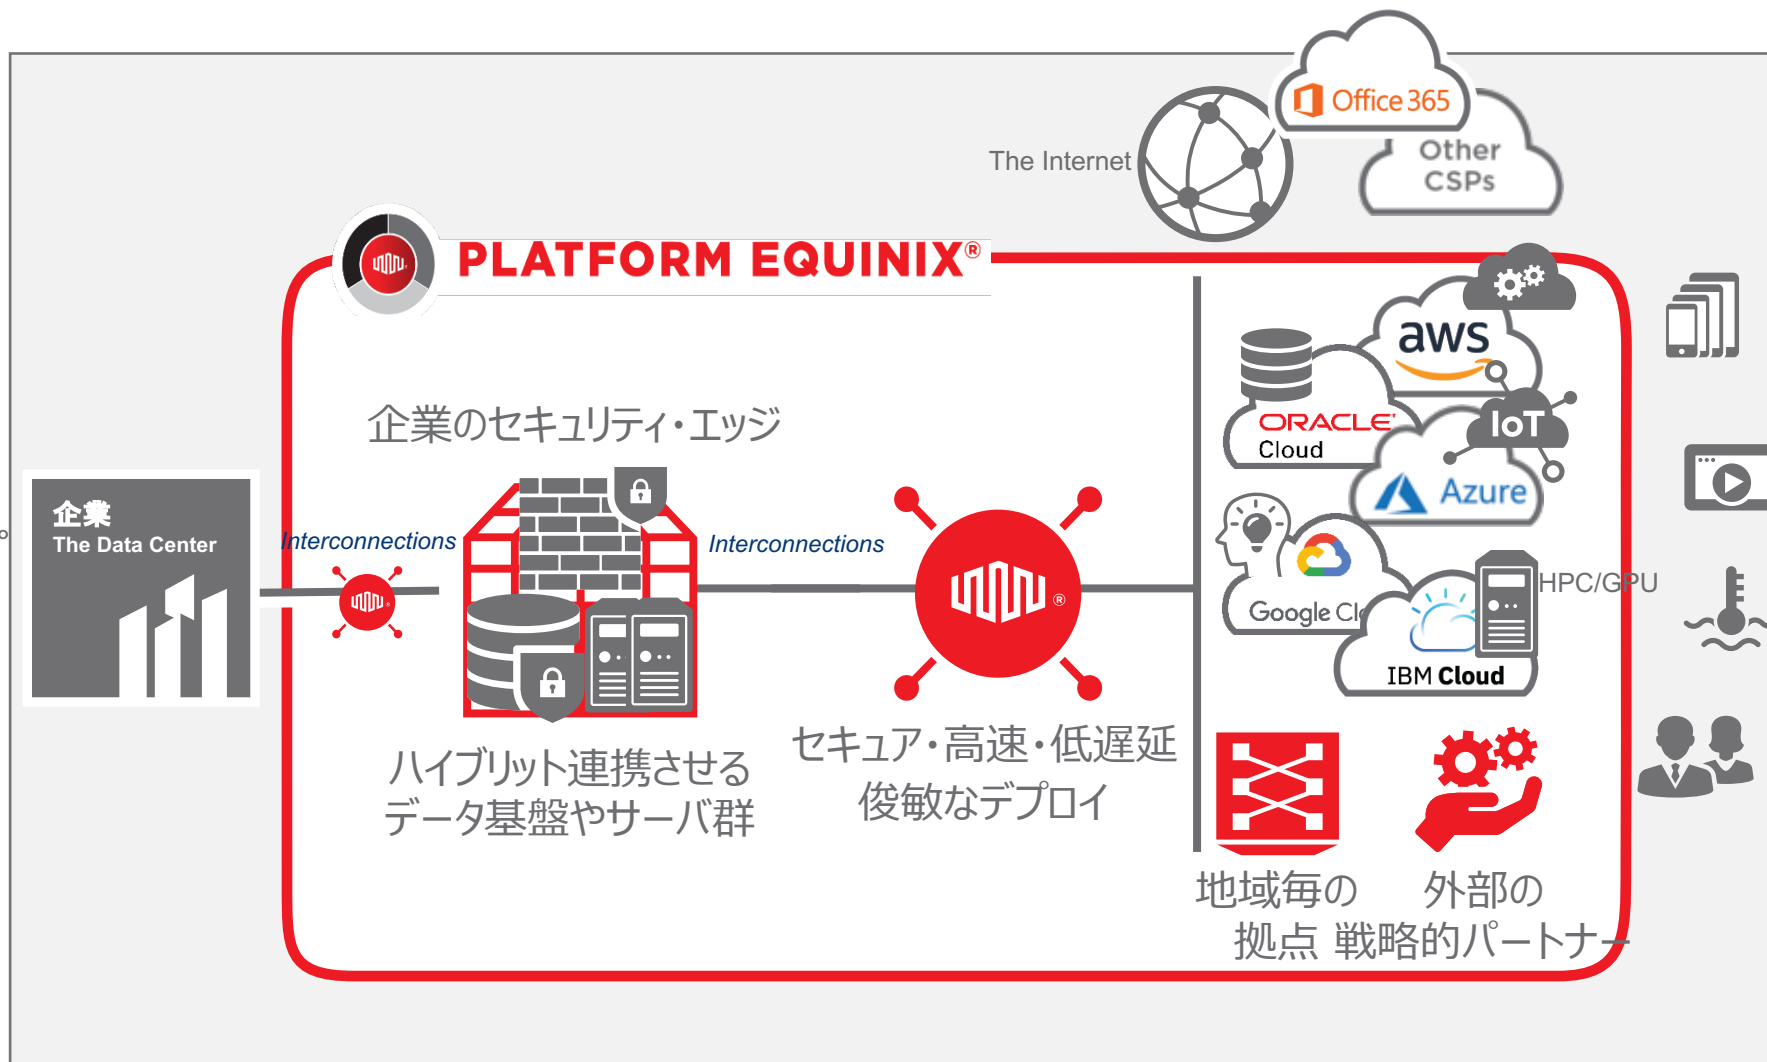 Office 365
The Internet
Other
CSPs
PLATFORM EQUINIX®
aws
企業のセキュリティ・エッジ
ORACLE
Cloud
IoT
Azure
企業
The Data Center
Interconnections
Interconnections
®
Google Cl
HPC/GPU
IBM Cloud
ハイブリット連携させる
データ基盤やサーバ群
セキュア・高速・低遅延
俊敏なデプロイ
地域毎の
拠点
外部の
戦略的パートナー